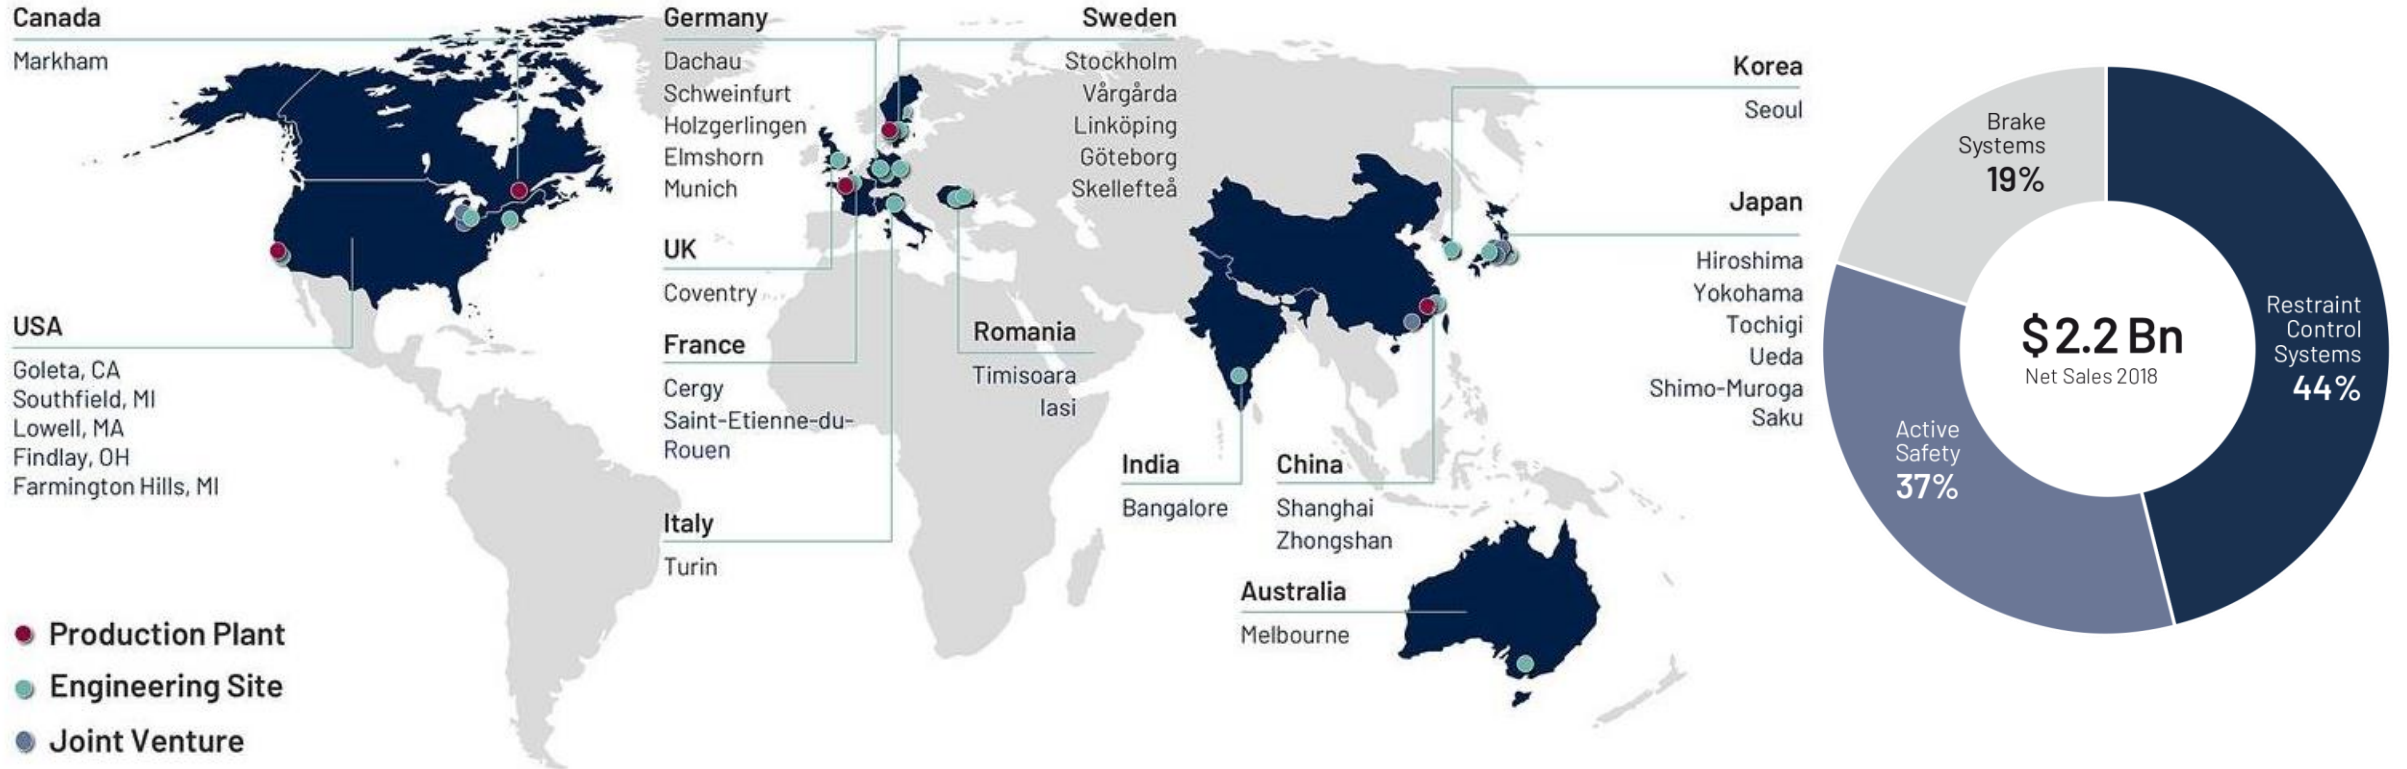 Canada
Markham
USA
Goleta, CA
Southfield, MI
Lowell, MA
Findlay, OH
Farmington Hills, MI
Production Plant
Engineering Site
Joint Venture
Germany
Dachau
Schweinfurt
Holzgerlingen
Elmshorn
Munich
UK
Coventry
France
Cergy
Saint-Etienne-du-
Rouen
Italy
Turin
Sweden
Stockholm
Vårgårda
Linköping
Göteborg
Skellefteå
Romania
Timisoara
Iasi
India
Bangalore
China
Shanghai
Zhongshan
Australia
Melbourne
Korea
Seoul
Japan
Hiroshima
Yokohama
Tochigi
Ueda
Shimo-Muroga
Saku
Brake
Systems
19%
Restraint
Control
Systems
44%
Active
Safety
37%
$2.2 Bn
Net Sales 2018